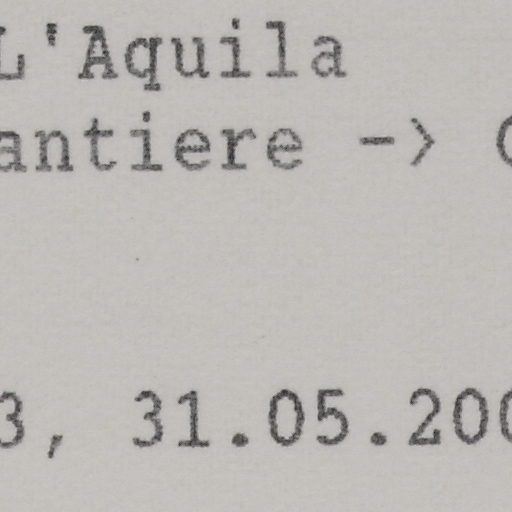 L'Aquila
antiere ->
3, 31.05.200